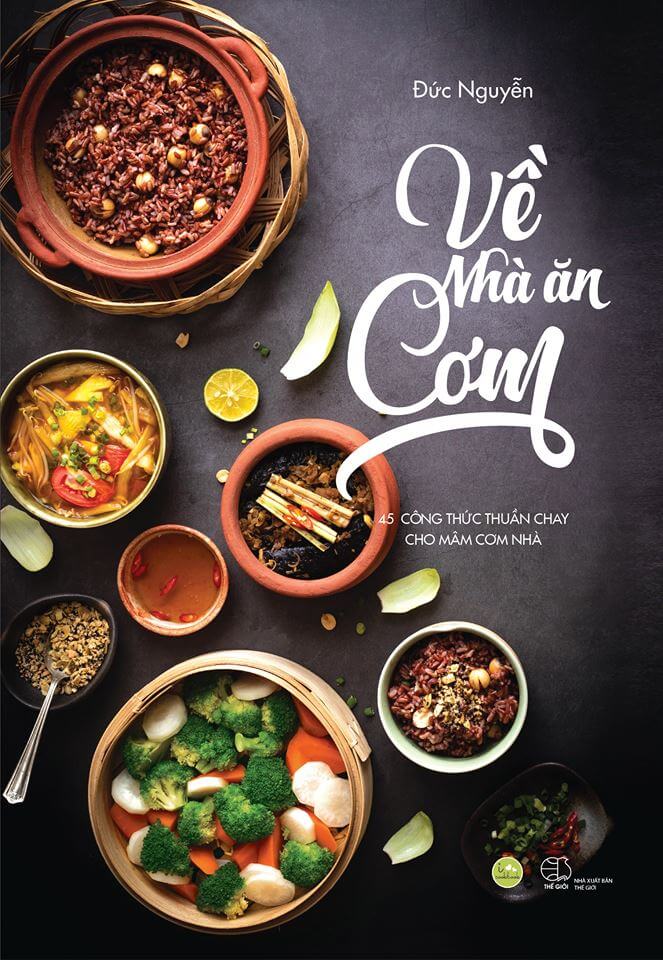 Đức Nguyễn
Về
Nhà ăn
Cơm
45 CÔNG THỨC THUẦN CHAY
CHO MÂM CƠM NHÀ
cookbook
THẾ GIỚI
NHÀ XUẤT BẢN
THẾ GIỚI